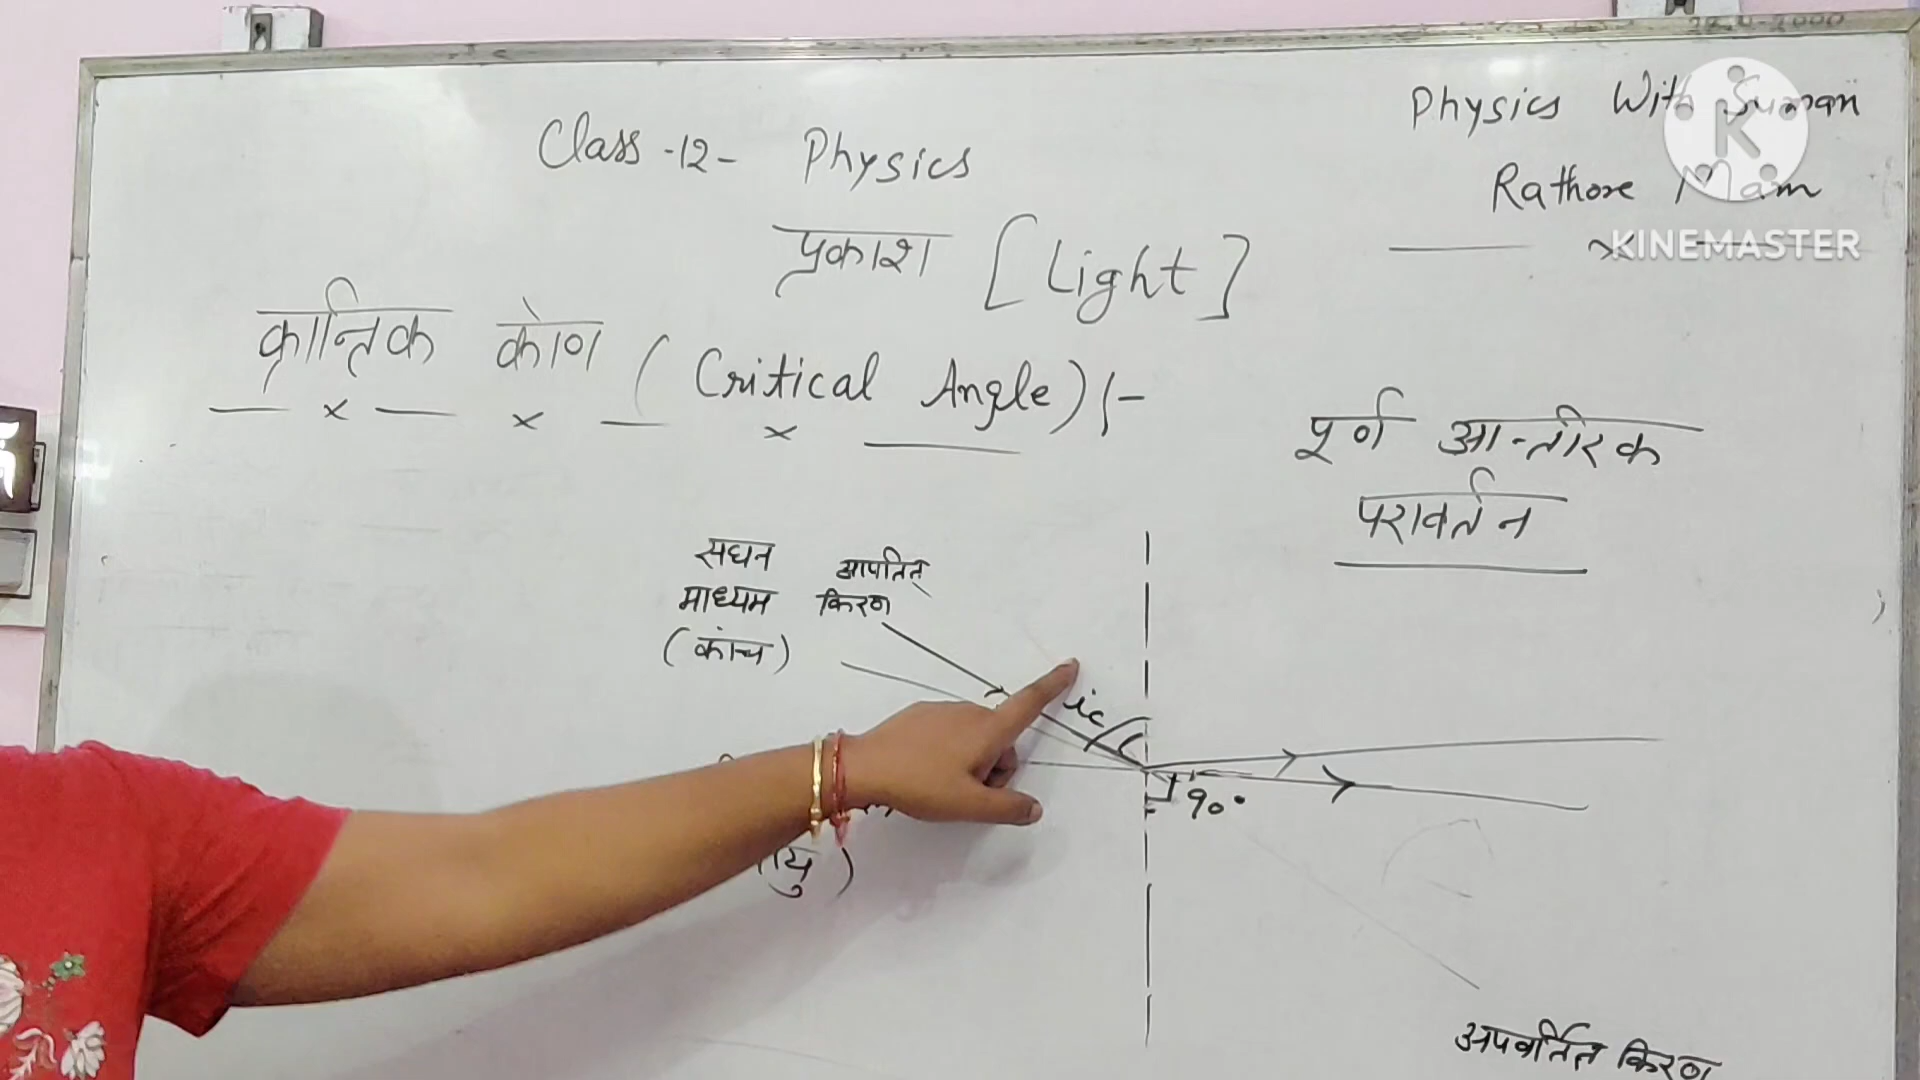 Physics With Suman
Rathore Mam
KINEMASTER
Class -12- Physics
प्रकाश [Light]
क्रान्तिक कोण (Critical Angle) :-
पूर्ण आन्तरिक
परावर्तन
सघन
माध्यम
(कांच)
आपतित
किरण
ic
90°
अपवर्तित किरण